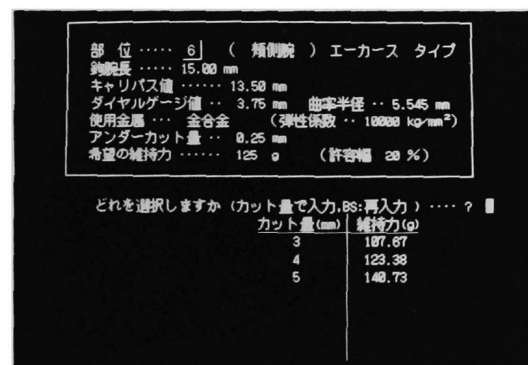 部 位 ····· 6 ( 頬側腕 ) エーカース タイプ
鉤腕長 ····· 15.00 mm
キャリパス値 ······ 13.50 mm
ダイヤルゲージ値 ·· 3.75 mm 曲率半径 ·· 5.545 mm
使用金属 ··· 金合金 (弾性係数 ·· 10000 kg/mm²)
アンダーカット量 ·· 0.25 mm
希望の維持力 ······ 125 g (許容幅 20 %)
どれを選択しますか (カット量で入力,BS:再入力 ) ···· ?
カット量(mm) 維持力(g)
3 107.67
4 123.38
5 140.73